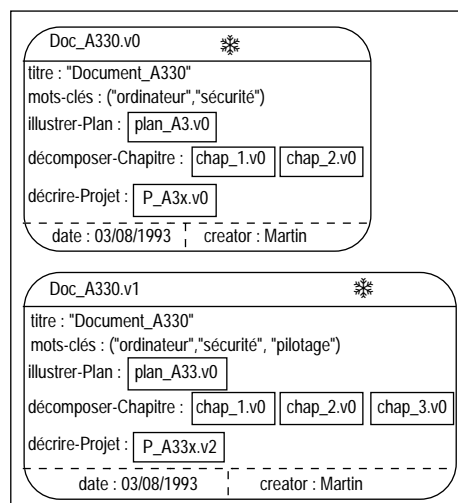 Doc_A330.v0
titre : "Document_A330"
mots-clés : ("ordinateur","sécurité")
illustrer-Plan : plan_A3.v0
décomposer-Chapitre : chap_1.v0 chap_2.v0
décrire-Projet : P_A3x.v0
date : 03/08/1993 creator : Martin
Doc_A330.v1
titre : "Document_A330"
mots-clés : ("ordinateur","sécurité", "pilotage")
illustrer-Plan : plan_A33.v0
décomposer-Chapitre : chap_1.v0 chap_2.v0 chap_3.v0
décrire-Projet : P_A33x.v2
date : 03/08/1993 creator : Martin